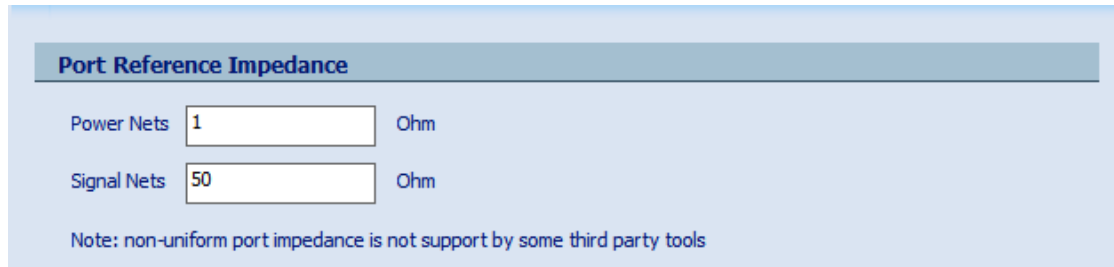 Port Reference Impedance
Power Nets 1 Ohm
Signal Nets 50 Ohm
Note: non-uniform port impedance is not support by some third party tools